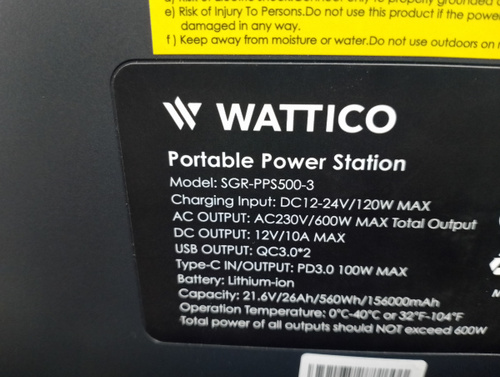 e) Risk of Injury To Persons.Do not use this product if the power
damaged in any way.
f) Keep away from moisture or water.Do not use outdoors on
WATTICO
Portable Power Station
Model: SGR-PPS500-3
Charging Input: DC12-24V/120W MAX
AC OUTPUT: AC230V/600W MAX Total Output
DC OUTPUT: 12V/10A MAX
USB OUTPUT: QC3.0*2
Type-C IN/OUTPUT: PD3.0 100W MAX
Battery: Lithium-ion
Capacity: 21.6V/26Ah/560Wh/156000mAh
Operation Temperature: 0°C-40°C or 32°F-104°F
Total power of all outputs should NOT exceed 600W